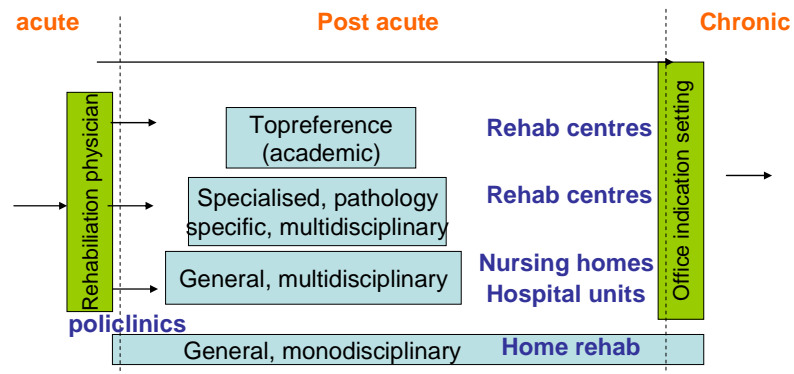 acute
Post acute
Chronic
Rehabiliation physician
Topreference
(academic)
Rehab centres
Specialised, pathology
specific, multidisciplinary
Rehab centres
General, multidisciplinary
Nursing homes
Hospital units
Office indication setting
policlinics
General, monodisciplinary
Home rehab